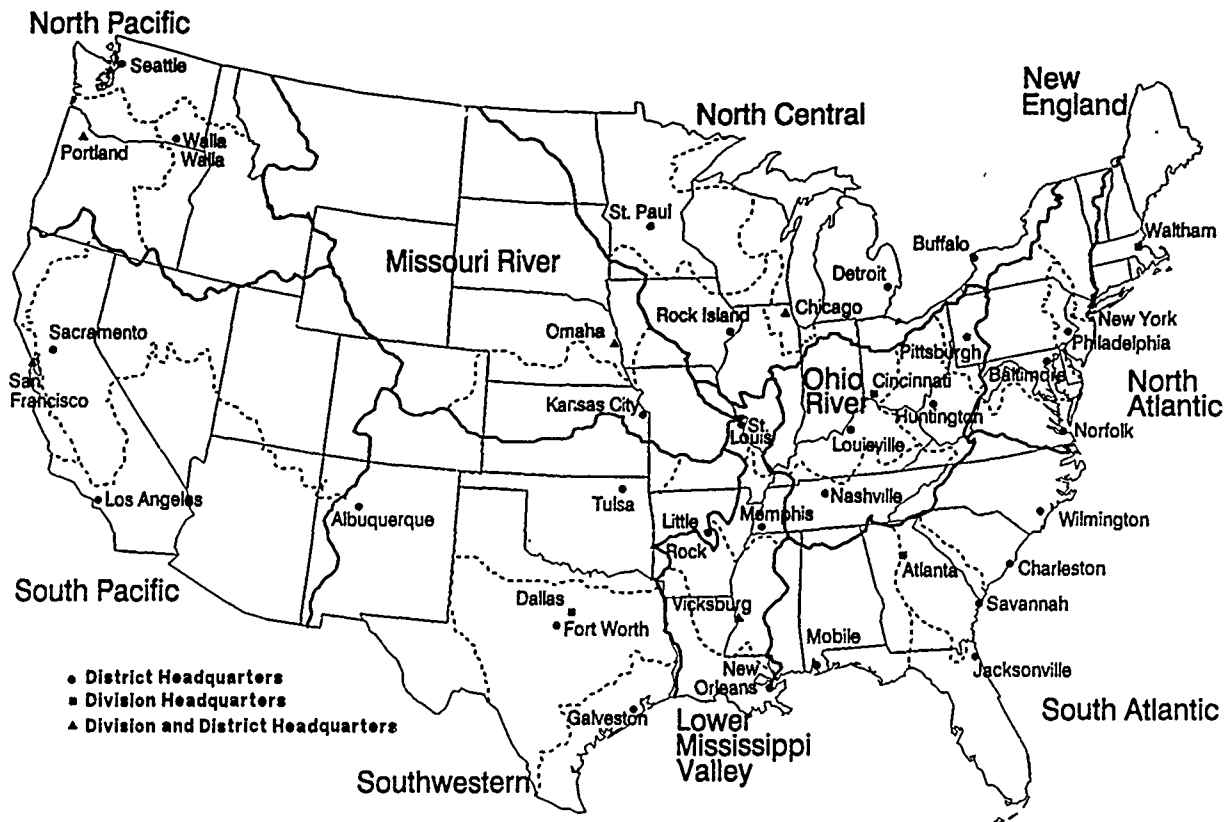 North Pacific
Seattle
Walla
Walla
Portland
North Central
New
England
St. Paul
Waltham
Buffalo
Missouri River
Detroit
Chicago
Rock Island
Omaha
Sacramento
San
Francisco
New York
Philadelphia
Pittsburgh
Baltimore
Ohio
River
Cincinnati
Huntington
North
Atlantic
Kansas City
St.
Louis
Louisville
Norfolk
Los Angeles
Albuquerque
Tulsa
Nashville
Memphis
Little
Rock
Wilmington
Atlanta
Charleston
South Pacific
Dallas
Fort Worth
Vicksburg
Savannah
Mobile
New
Orleans
Jacksonville
District Headquarters
Division Headquarters
Division and District Headquarters
Galveston
Lower
Mississippi
Valley
South Atlantic
Southwestern